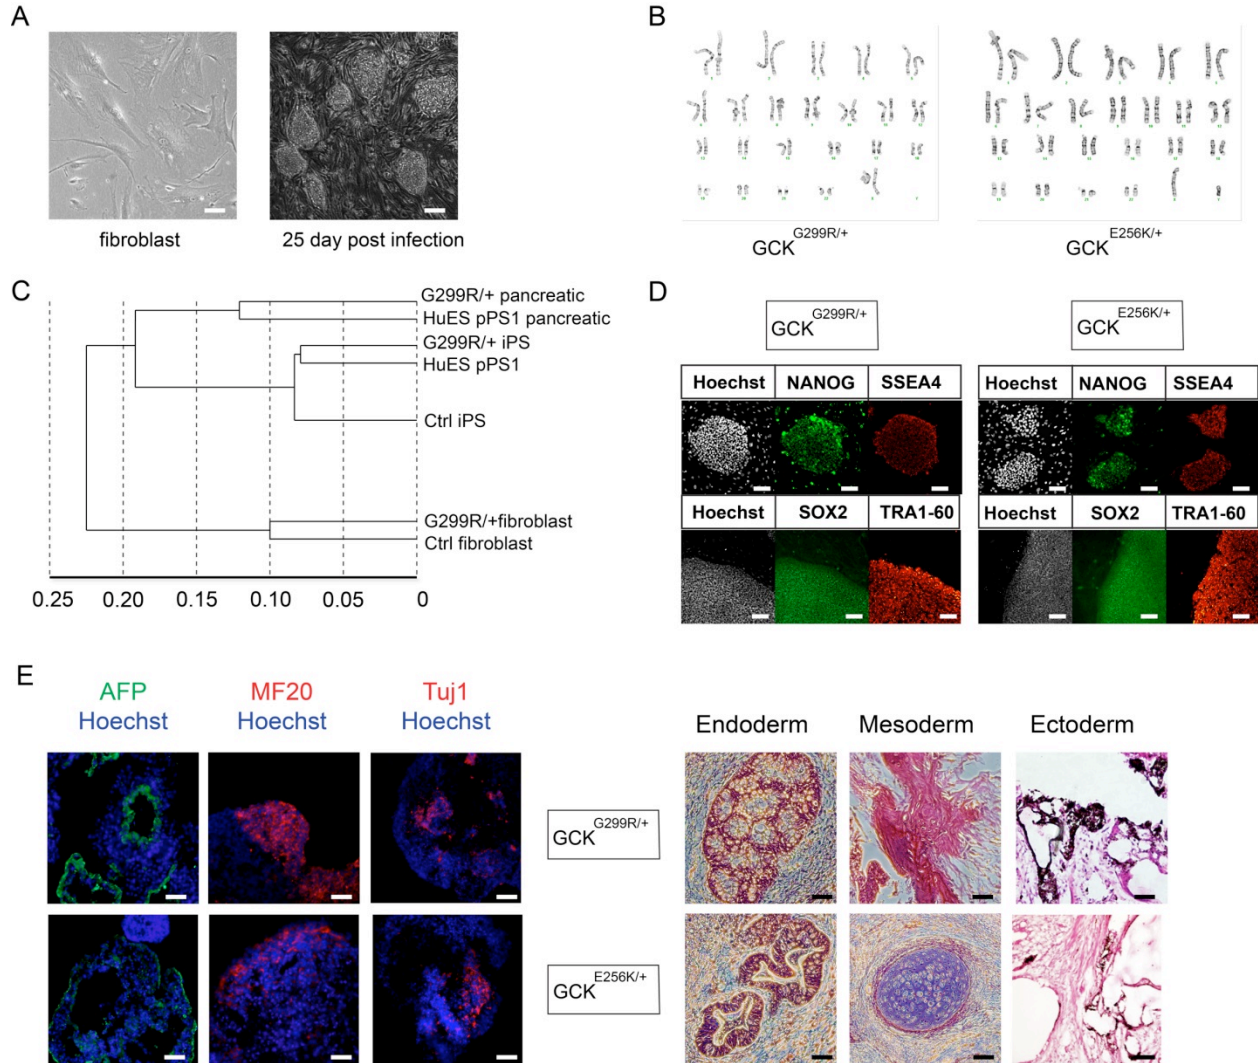 A
fibroblast
25 day post infection
B
GCK G299R/+
GCK E256K/+
C
G299R/+ pancreatic
HuES pPS1 pancreatic
G299R/+ iPS
HuES pPS1
Ctrl iPS
G299R/+fibroblast
Ctrl fibroblast
0.25 0.20 0.15 0.10 0.05 0
D
GCK G299R/+
GCK E256K/+
Hoechst NANOG SSEA4
Hoechst NANOG SSEA4
Hoechst SOX2 TRA1-60
Hoechst SOX2 TRA1-60
E
AFP
Hoechst
MF20
Hoechst
Tuj1
Hoechst
Endoderm
Mesoderm
Ectoderm
GCK G299R/+
GCK E256K/+